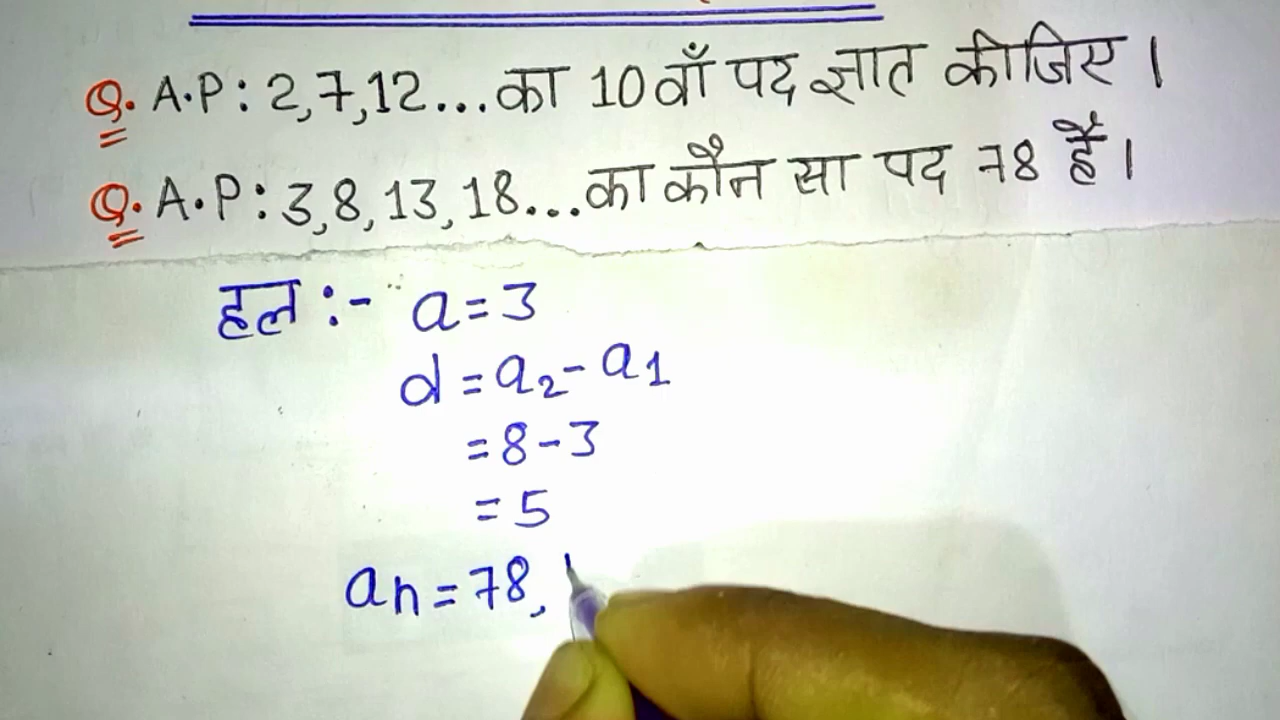 Q. A.P: 2,7,12...का 10वाँ पद ज्ञात कीजिए।
Q. A.P: 3,8,13,18...का कौन सा पद 78 है।
हल :- a=3
d = a2 - a1
= 8-3
= 5
an = 78,